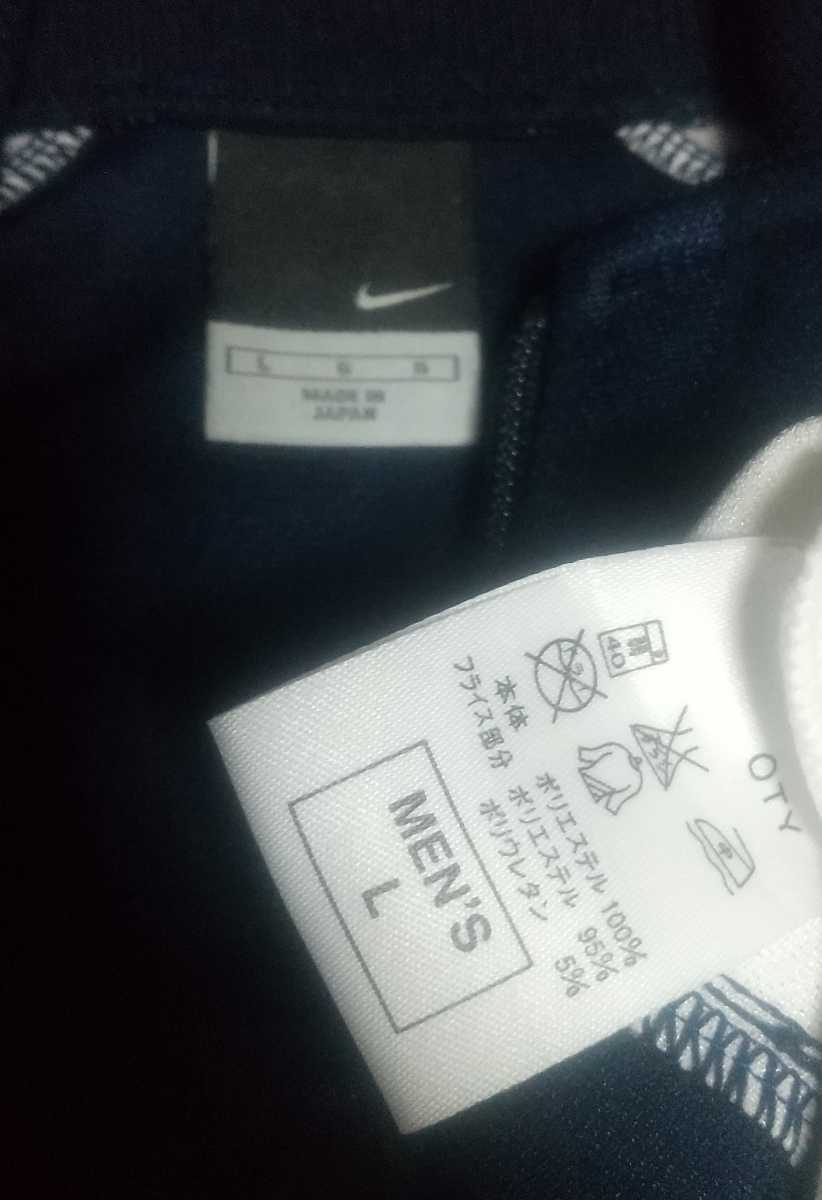 L G G
MADE IN
JAPAN
40
QTY
本体 ポリエステル 100%
フライス部分 ポリエステル 95%
ポリウレタン 5%
MEN'S
L